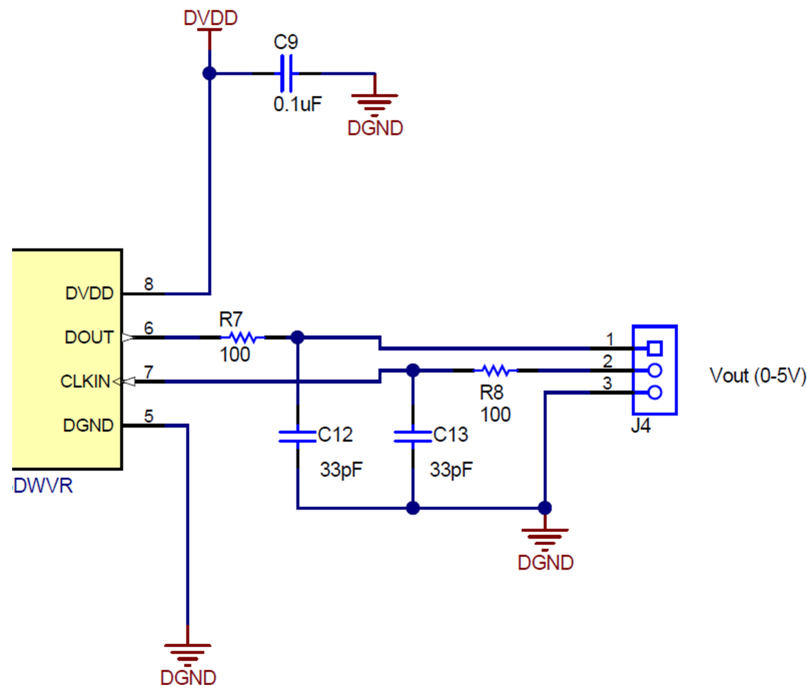 DVDD
C9
0.1uF
DGND
DVDD 8
DOUT 6
R7
100
CLKIN 7
DGND 5
DWVR
R8
100
C12
33pF
C13
33pF
1
2
3
J4
Vout (0-5V)
DGND
DGND